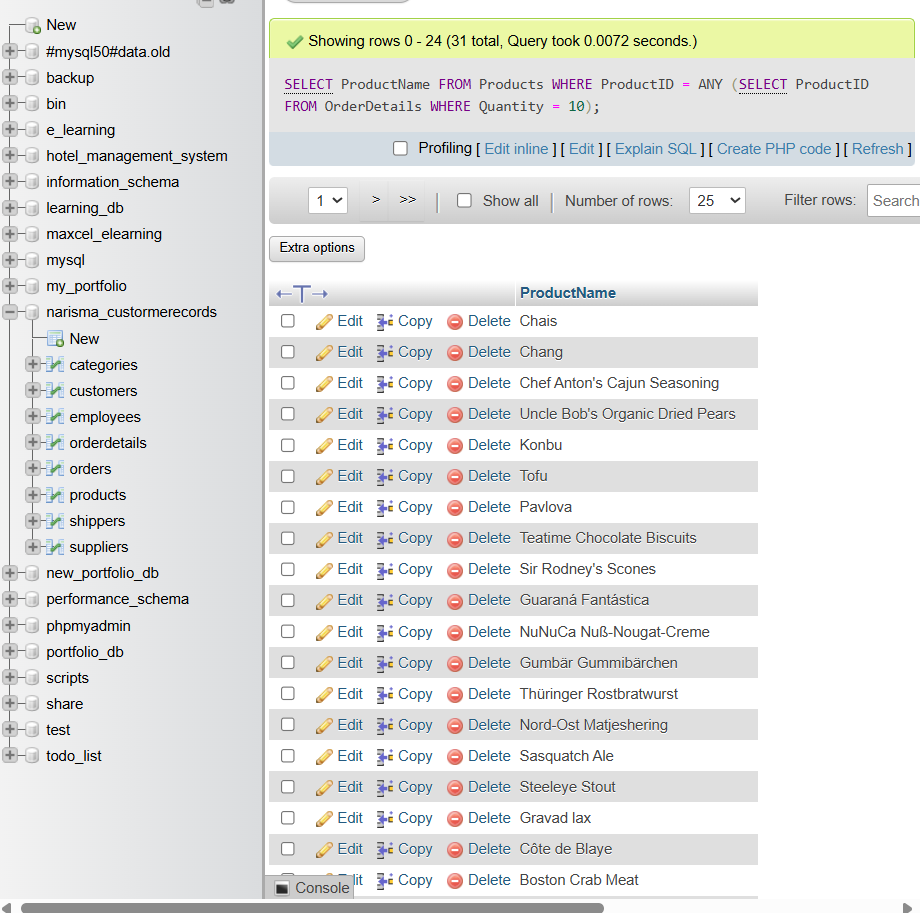 New
#mysql50#data.old
backup
bin
e_learning
hotel_management_system
information_schema
learning_db
maxcel_elearning
mysql
my_portfolio
narisma_custormerecords
New
categories
customers
employees
orderdetails
orders
products
shippers
suppliers
new_portfolio_db
performance_schema
phpmyadmin
portfolio_db
scripts
share
test
todo_list
Showing rows 0 - 24 (31 total, Query took 0.0072 seconds.)
SELECT ProductName FROM Products WHERE ProductID = ANY (SELECT ProductID
FROM OrderDetails WHERE Quantity = 10);
Profiling [ Edit inline ] [ Edit ] [ Explain SQL ] [ Create PHP code ] [ Refresh ]
1 > >> | Show all | Number of rows: 25 Filter rows: Search
Extra options
←T→ ProductName
Edit Copy Delete Chais
Edit Copy Delete Chang
Edit Copy Delete Chef Anton's Cajun Seasoning
Edit Copy Delete Uncle Bob's Organic Dried Pears
Edit Copy Delete Konbu
Edit Copy Delete Tofu
Edit Copy Delete Pavlova
Edit Copy Delete Teatime Chocolate Biscuits
Edit Copy Delete Sir Rodney's Scones
Edit Copy Delete Guaraná Fantástica
Edit Copy Delete NuNuCa Nuß-Nougat-Creme
Edit Copy Delete Gumbär Gummibärchen
Edit Copy Delete Thüringer Rostbratwurst
Edit Copy Delete Nord-Ost Matjeshering
Edit Copy Delete Sasquatch Ale
Edit Copy Delete Steeleye Stout
Edit Copy Delete Gravad lax
Edit Copy Delete Côte de Blaye
Copy Delete Boston Crab Meat
Console